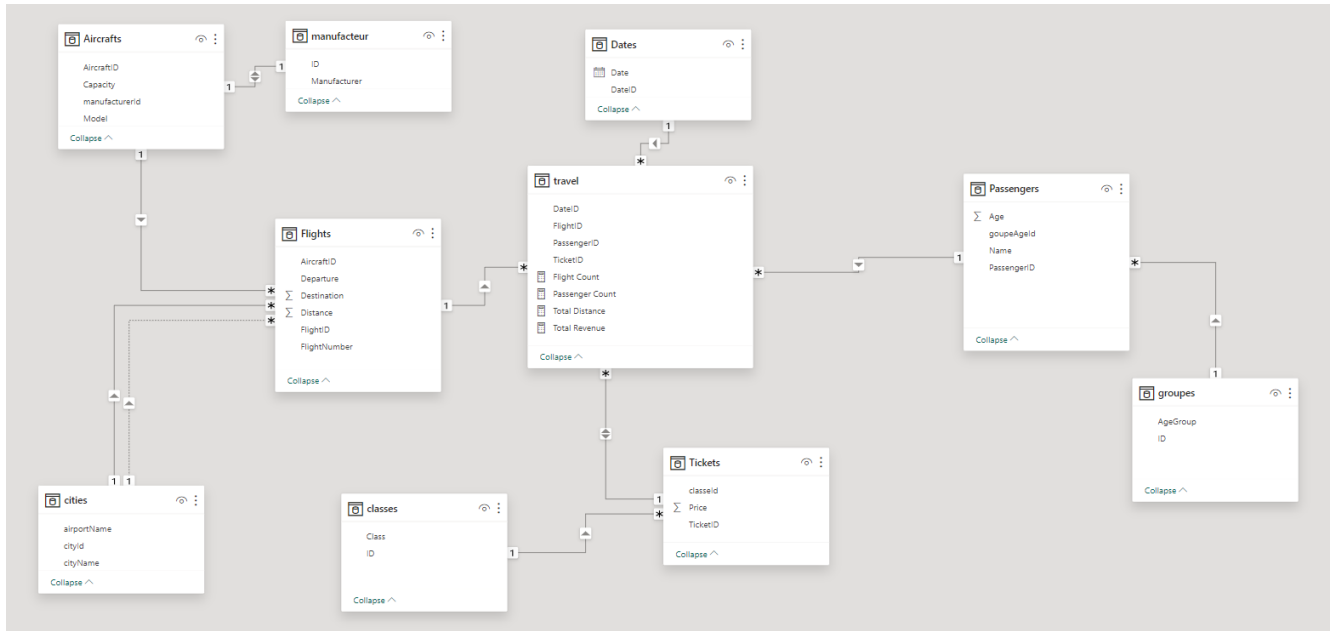 Aircrafts
AircraftID
Capacity
manufacturerId
Model
Collapse
manufacteur
ID
Manufacturer
Collapse
Dates
Date
DateID
Collapse
1
1
1
1
*
travel
DateID
FlightID
PassengerID
TicketID
Flight Count
Passenger Count
Total Distance
Total Revenue
Collapse
Passengers
Σ Age
goupeAgeId
Name
PassengerID
Collapse
Flights
AircraftID
Departure
Σ Destination
Σ Distance
FlightID
FlightNumber
Collapse
*
*
*
1
*
*
1
*
1
groupes
AgeGroup
ID
Collapse
*
Tickets
classeId
Σ Price
TicketID
Collapse
1
*
1 1
cities
airportName
cityId
cityName
Collapse
classes
Class
ID
Collapse
1